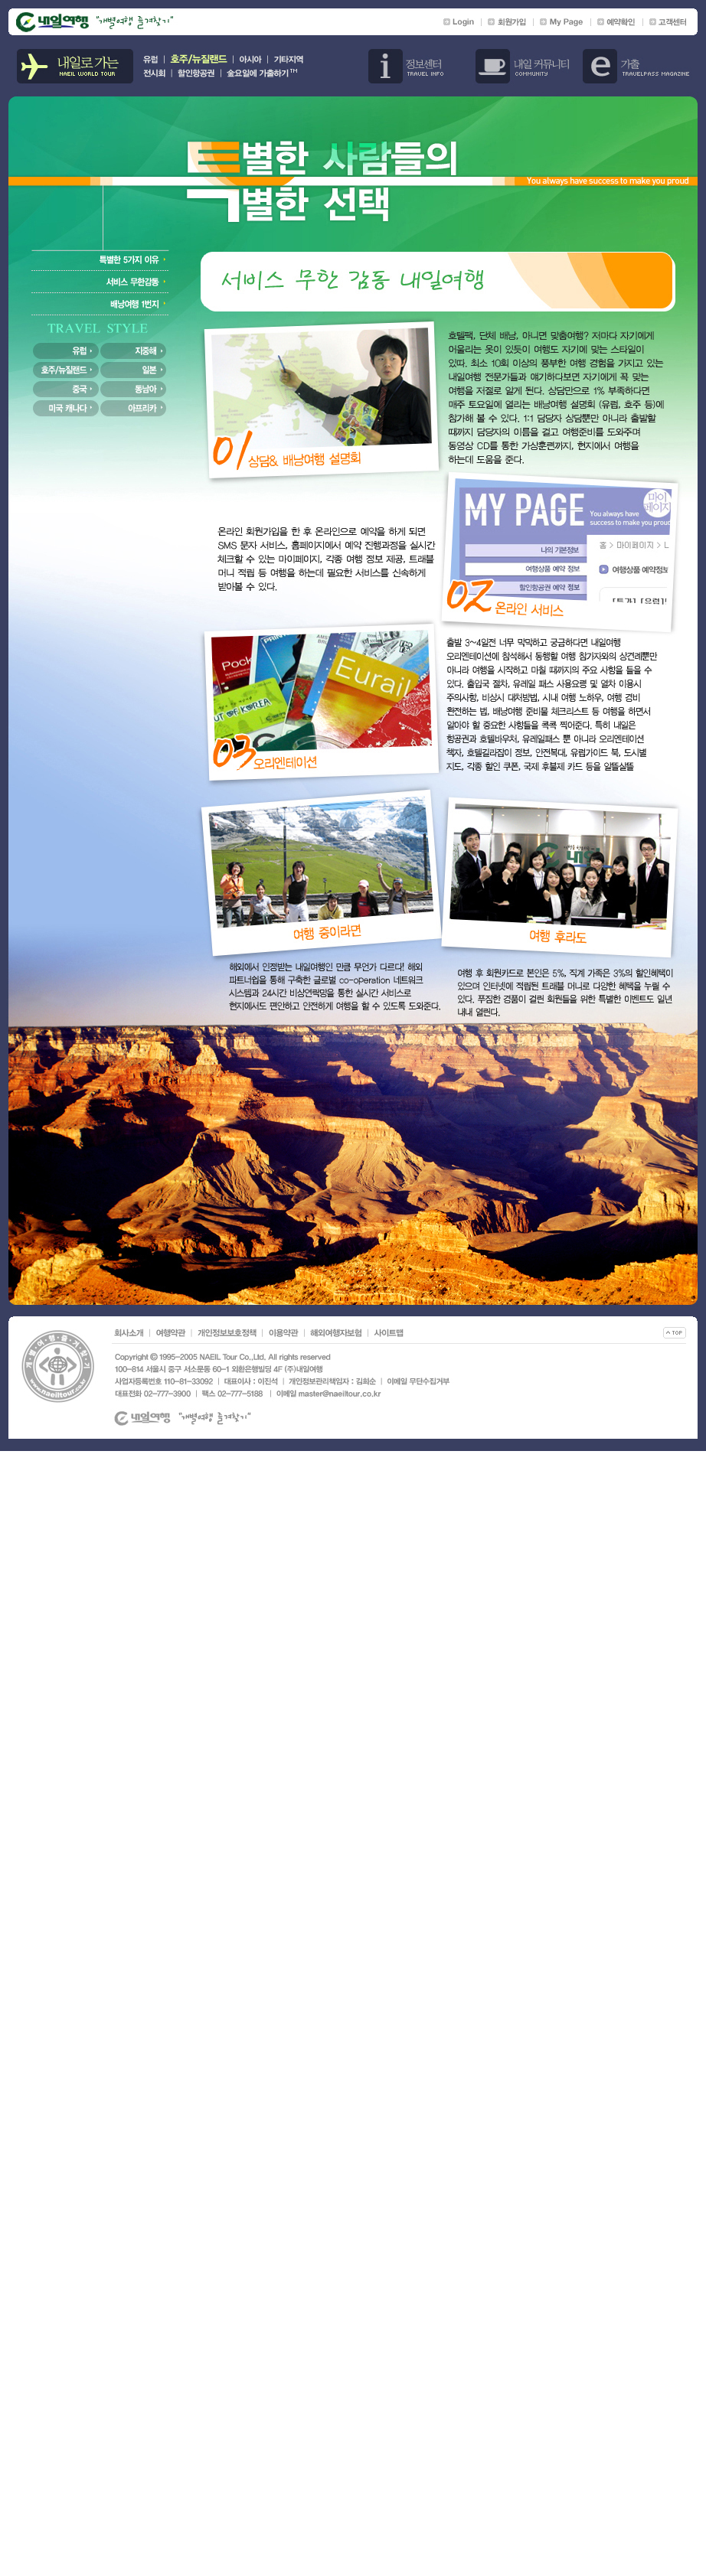 내일여행 "개별여행 즐겨찾기"
Login | 회원가입 | My Page | 예약확인 | 고객센터
내일로 가는
NAEIL WORLD TOUR
유럽 | 호주/뉴질랜드 | 아시아 | 기타지역
전시회 | 할인항공권 | 금요일에 가출하기 TM
정보센터
TRAVEL INFO
내일 커뮤니티
COMMUNITY
가출
TRAVELPASS MAGAZINE
특별한 사람들의
특별한 선택
You always have success to make you proud
특별한 5가지 이유
서비스 무한감동
배낭여행 1번지
TRAVEL STYLE
유럽
지중해
호주/뉴질랜드
일본
중국
동남아
미국 캐나다
아프리카
서비스 무한 감동 내일여행
01 상담& 배낭여행 설명회
호텔팩, 단체 배낭, 아니면 맞춤여행? 저마다 자기에게
어울리는 옷이 있듯이 여행도 자기에 맞는 스타일이
있다. 최소 10회 이상의 풍부한 여행 경험을 가지고 있는
내일여행 전문가들과 얘기하다보면 자기에게 꼭 맞는
여행을 저절로 알게 된다. 상담만으로 1% 부족하다면
매주 토요일에 열리는 배낭여행 설명회 (유럽, 호주 등)에
참가해 볼 수 있다. 1:1 담당자 상담뿐만 아니라 출발할
때까지 담당자의 이름을 걸고 여행준비를 도와주며
동영상 CD를 통한 가상훈련까지, 현지에서 여행을
하는데 도움을 준다.
MY PAGE
You always have
success to make you proud
마이
페이지
나의 기본정보
여행상품 예약 정보
할인항공권 예약 정보
홈 > 마이페이지 > 나
여행상품 예약정보
[특가] [유럽]
02 온라인 서비스
온라인 회원가입을 한 후 온라인으로 예약을 하게 되면
SMS 문자 서비스, 홈페이지에서 예약 진행과정을 실시간
체크할 수 있는 마이페이지, 각종 여행 정보 제공, 트래블
머니 적립 등 여행을 하는데 필요한 서비스를 신속하게
받아볼 수 있다.
Pock
Eurail
OUT OF KOREA
03 오리엔테이션
출발 3~4일전 너무 막막하고 궁금하다면 내일여행
오리엔테이션에 참석해서 동행할 여행 참가자와의 상견례뿐만
아니라 여행을 시작하고 마칠 때까지의 주요 사항을 들을 수
있다. 출입국 절차, 유레일 패스 사용요령 및 열차 이용시
주의사항, 비상시 대처방법, 시내 여행 노하우, 여행 경비
환전하는 법, 배낭여행 준비물 체크리스트 등 여행을 하면서
알아야 할 중요한 사항들을 콕콕 찍어준다. 특히 내일은
항공권과 호텔바우처, 유레일패스 뿐 아니라 오리엔테이션
책자, 호텔길라잡이 정보, 안전복대, 유럽가이드 북, 도시별
지도, 각종 할인 쿠폰, 국제 후불제 카드 등을 알뜰살뜰
여행 중이라면
여행 후라도
해외에서 인정받는 내일여행인 만큼 무언가 다르다! 해외
파트너쉽을 통해 구축한 글로벌 co-operation 네트워크
시스템과 24시간 비상연락망을 통한 실시간 서비스로
현지에서도 편안하고 안전하게 여행을 할 수 있도록 도와준다.
여행 후 회원카드로 본인은 5%, 직계 가족은 3%의 할인혜택이
있으며 인터넷에 적립된 트래블 머니로 다양한 혜택을 누릴 수
있다. 푸짐한 경품이 걸린 회원들을 위한 특별한 이벤트도 일년
내내 열린다.
회사소개 | 여행약관 | 개인정보보호정책 | 이용약관 | 해외여행자보험 | 사이트맵
TOP
개별여행즐겨찾기
www.naeiltour.co.kr
Copyright ⓒ 1995-2005 NAEIL Tour Co.,Ltd. All rights reserved
100-814 서울시 중구 서소문동 60-1 외환은행빌딩 4F (주)내일여행
사업자등록번호 110-81-33092 | 대표이사 : 이진석 | 개인정보관리책임자 : 김희순 | 이메일 무단수집거부
대표전화 02-777-3900 | 팩스 02-777-5188 | 이메일 master@naeiltour.co.kr
내일여행 "개별여행 즐겨찾기"